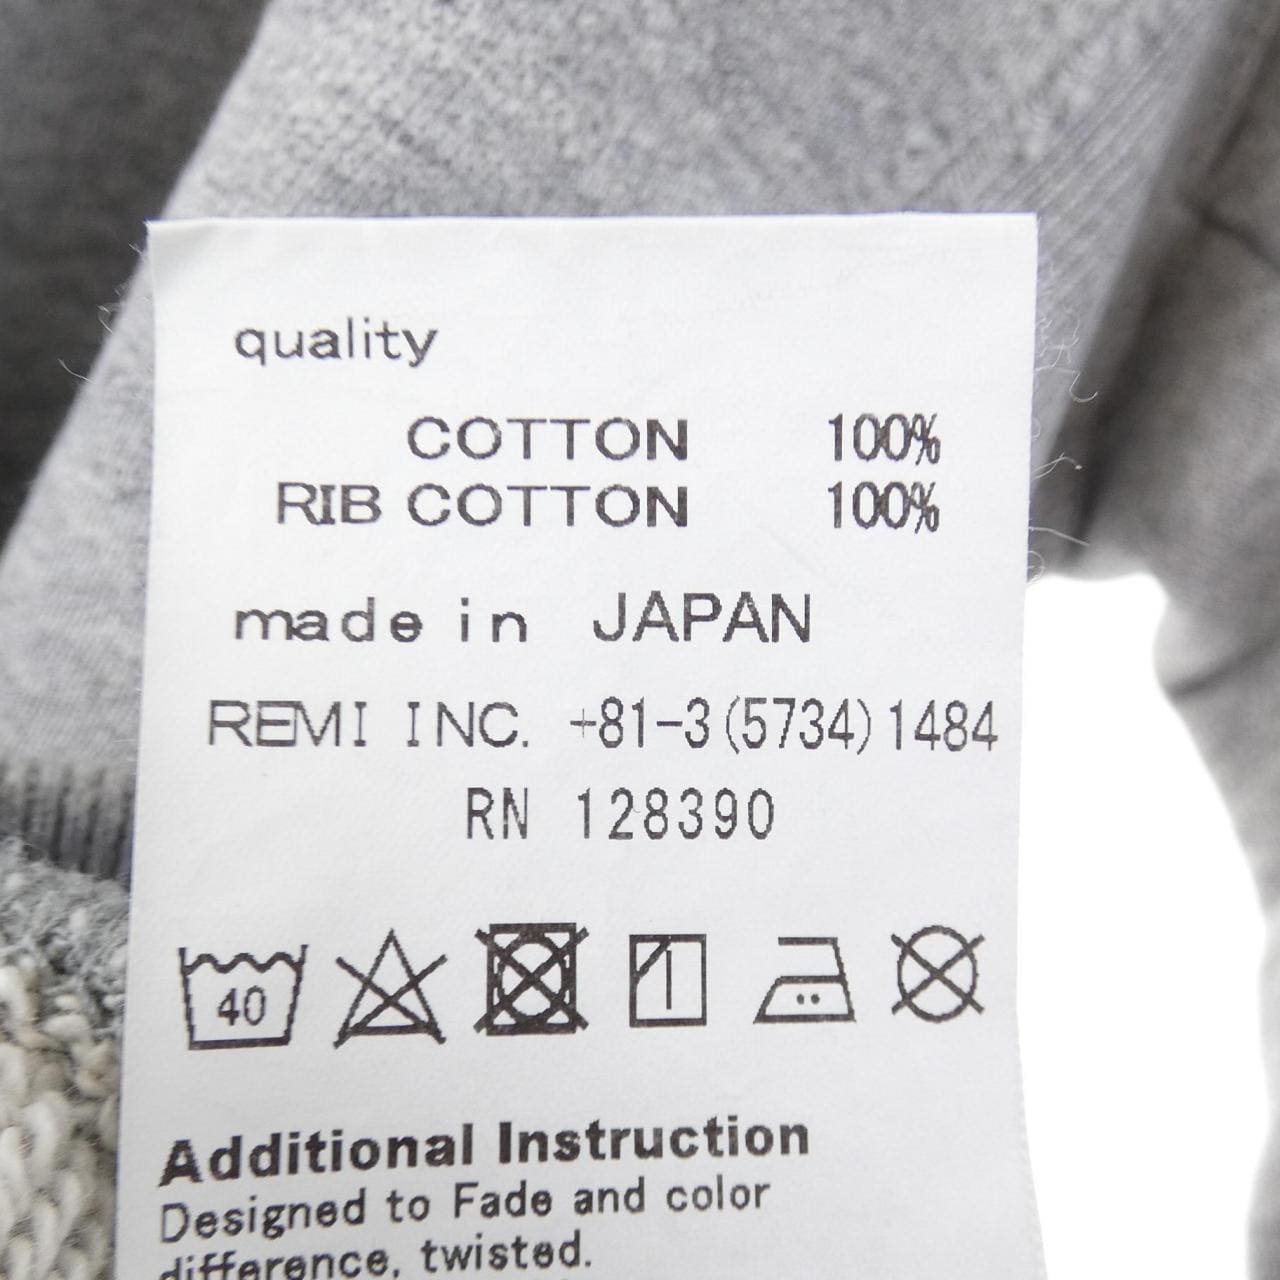 quality
COTTON 100%
RIB COTTON 100%
made in JAPAN
REMI INC. +81-3(5734)1484
RN 128390
40
Additional Instruction
Designed to Fade and color
difference, twisted.